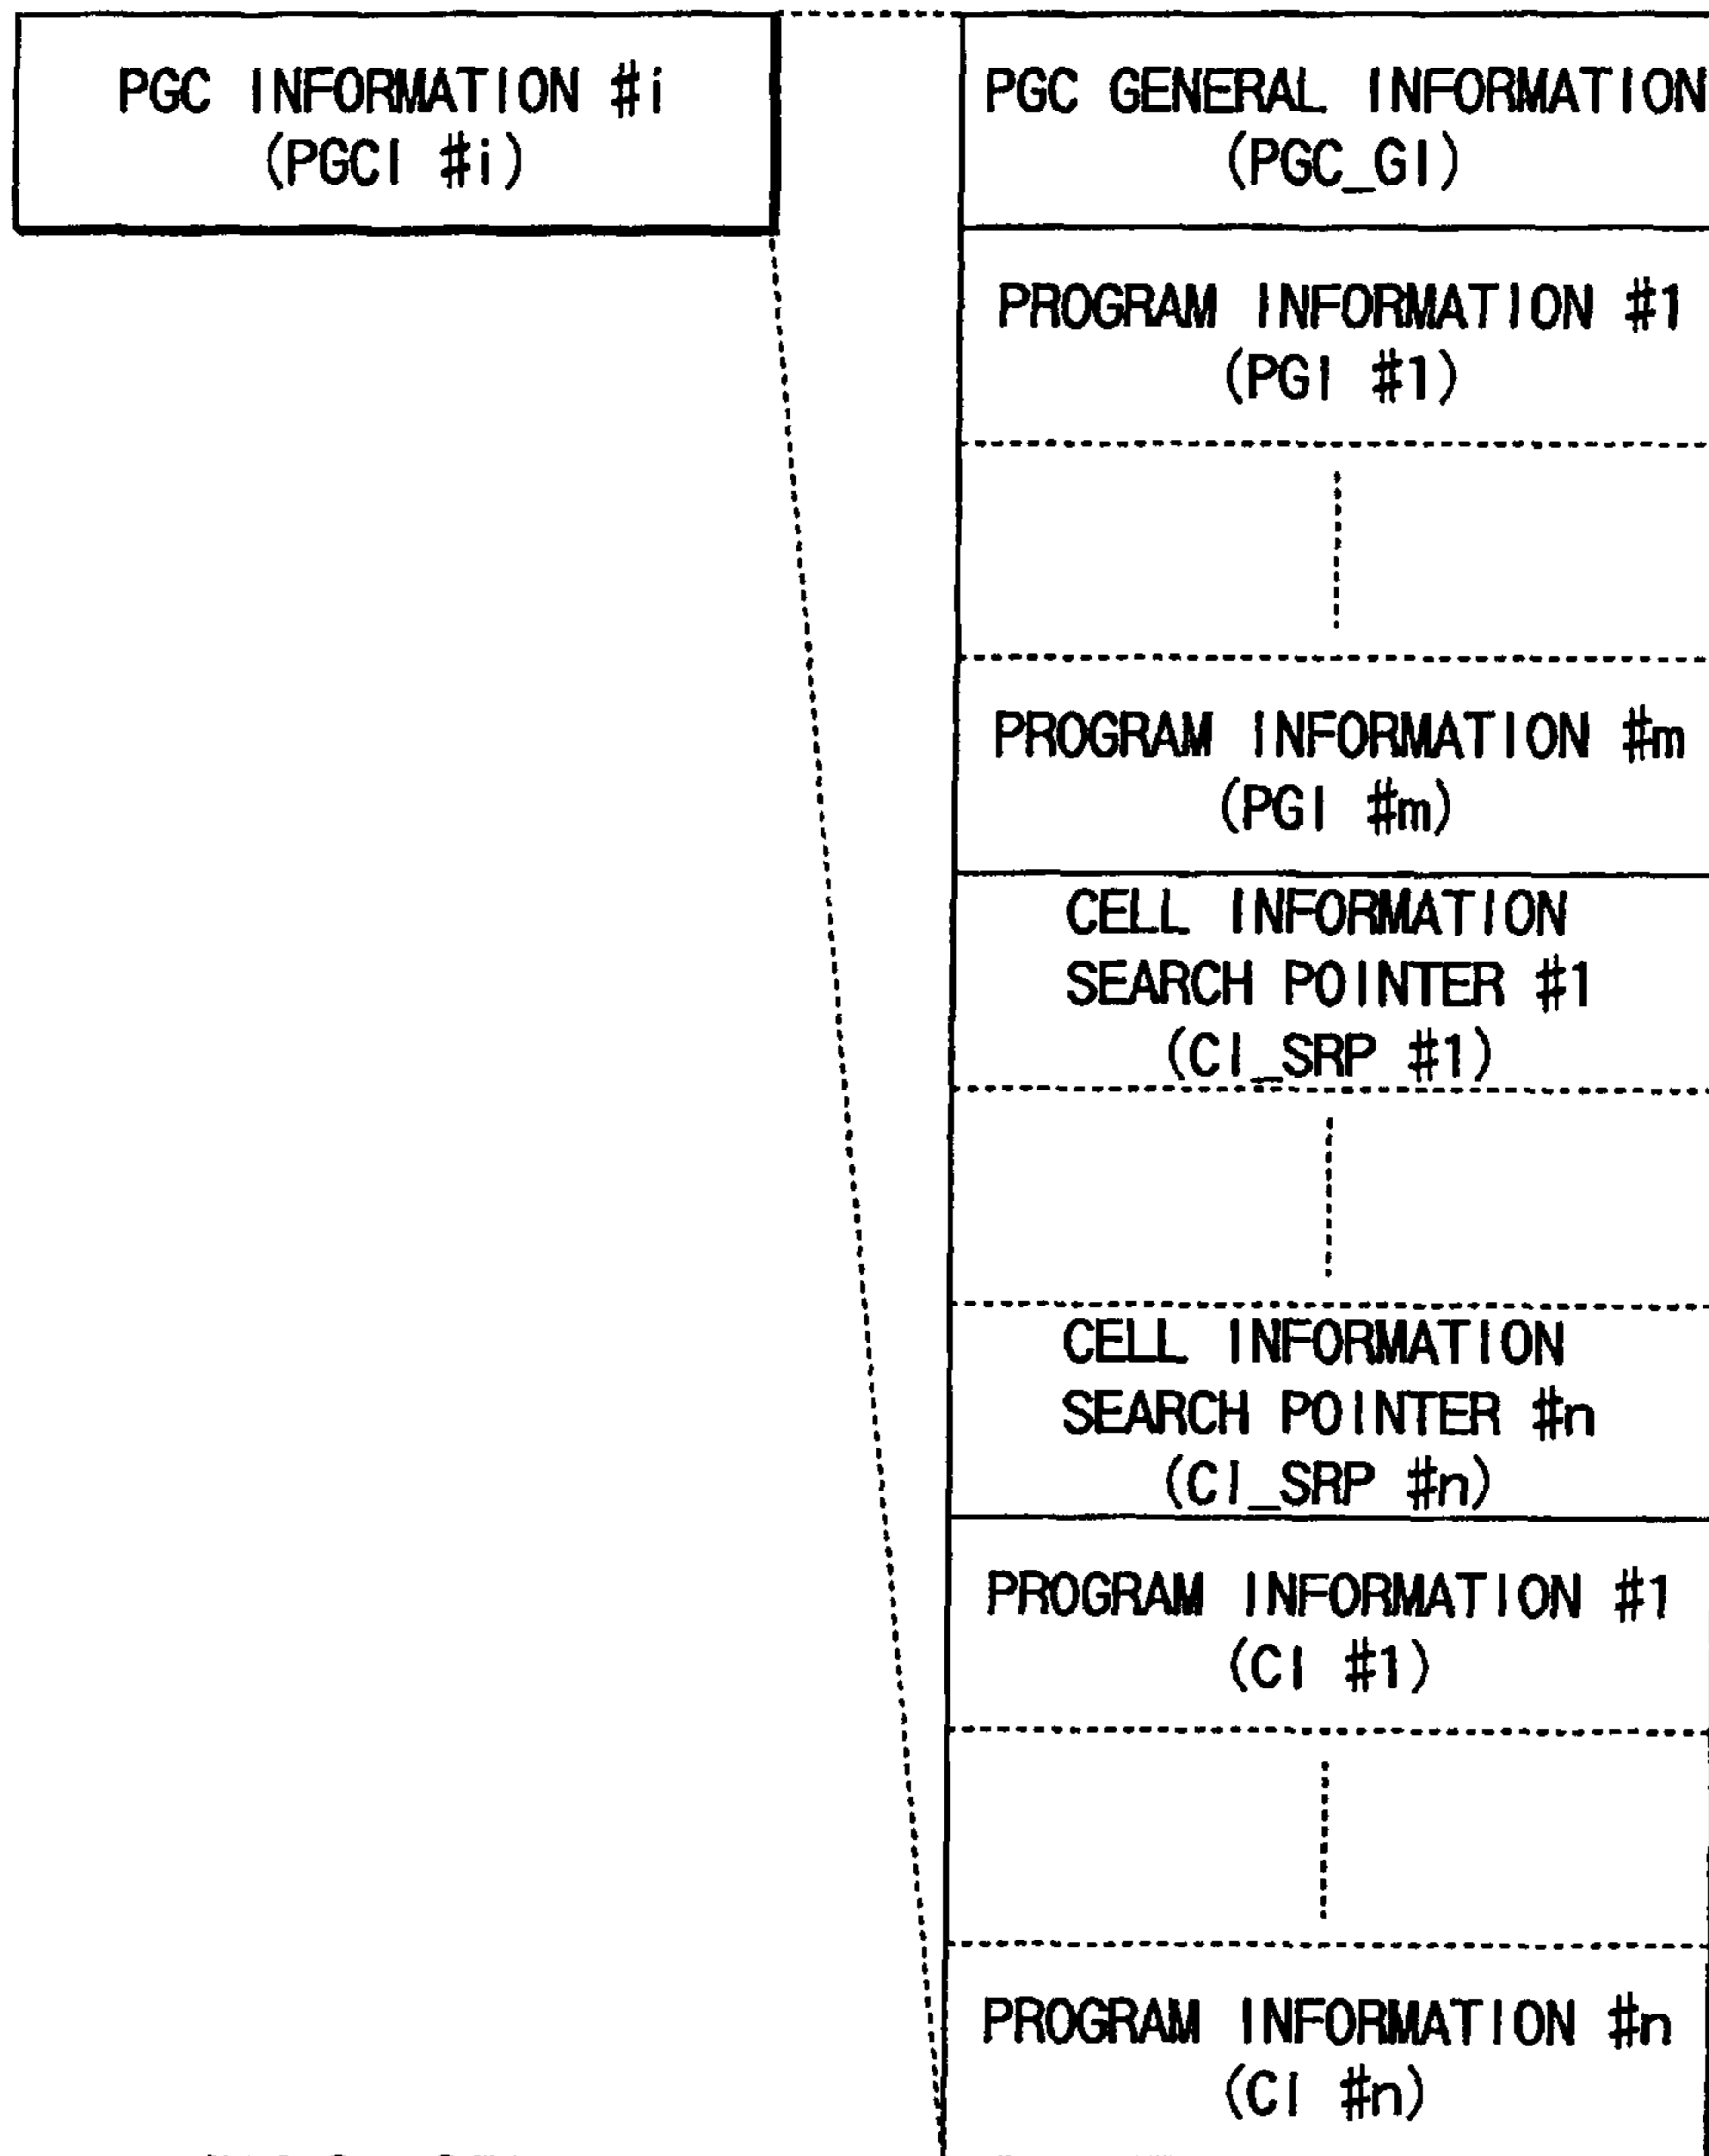 PGC INFORMATION #i
(PGCI #i)
PGC GENERAL INFORMATION
(PGC_GI)
PROGRAM INFORMATION #1
(PGI #1)
PROGRAM INFORMATION #m
(PGI #m)
CELL INFORMATION
SEARCH POINTER #1
(CI_SRP #1)
CELL INFORMATION
SEARCH POINTER #n
(CI_SRP #n)
PROGRAM INFORMATION #1
(CI #1)
PROGRAM INFORMATION #n
(CI #n)